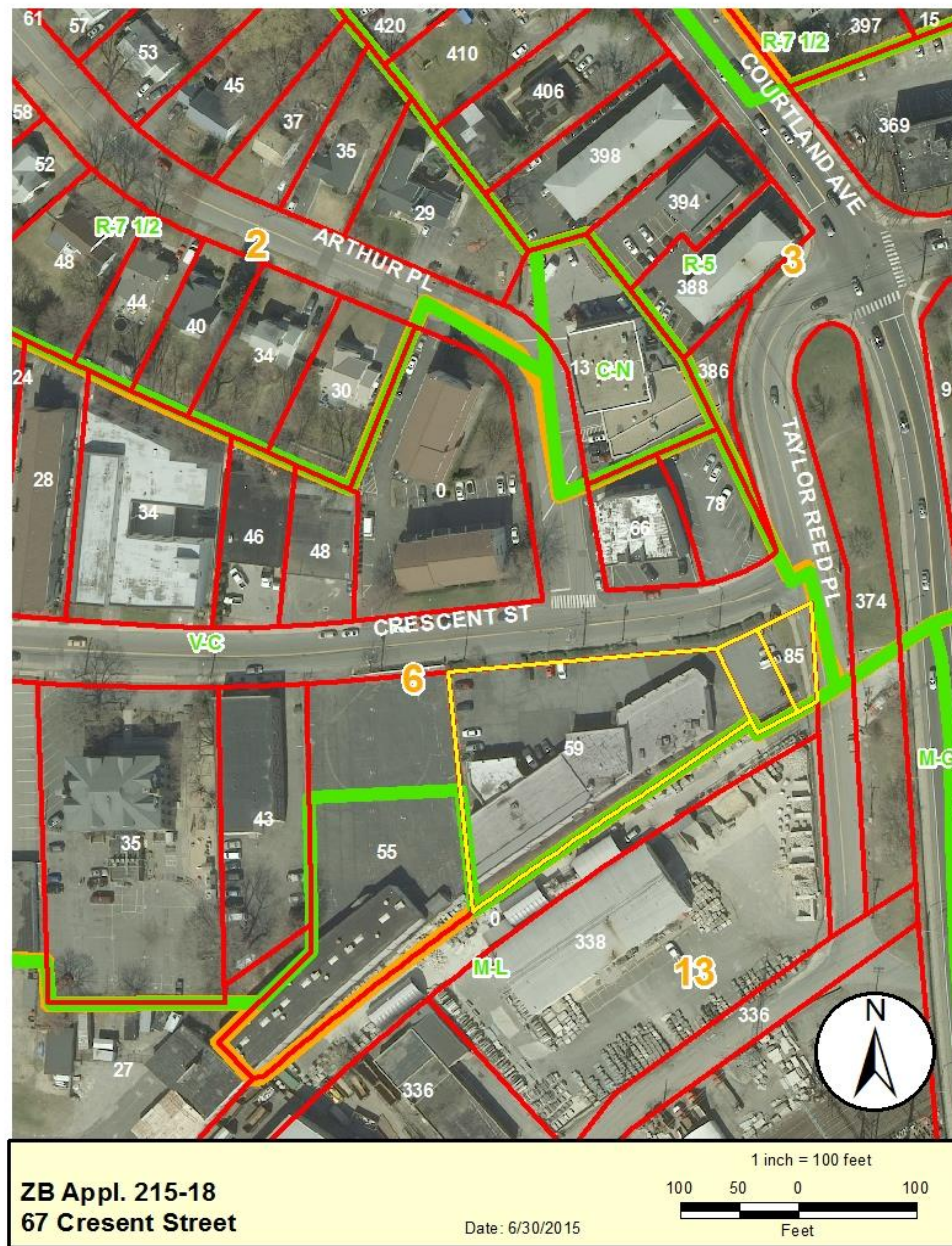 61
57
53
45
37
35
29
420
410
406
398
394
388
R-5
3
R-7 1/2
397
15
COURTLAND AVE
369
58
52
R-7 1/2
2
ARTHUR PL
48
44
40
34
30
13
C-N
386
9
TAYLOR REED PL
24
28
34
46
48
0
66
78
374
CRESCENT ST
V-C
6
85
59
M-G
35
43
55
0
338
M-L
13
336
27
336
N
1 inch = 100 feet
100 50 0 100
Feet
ZB Appl. 215-18
67 Cresent Street
Date: 6/30/2015